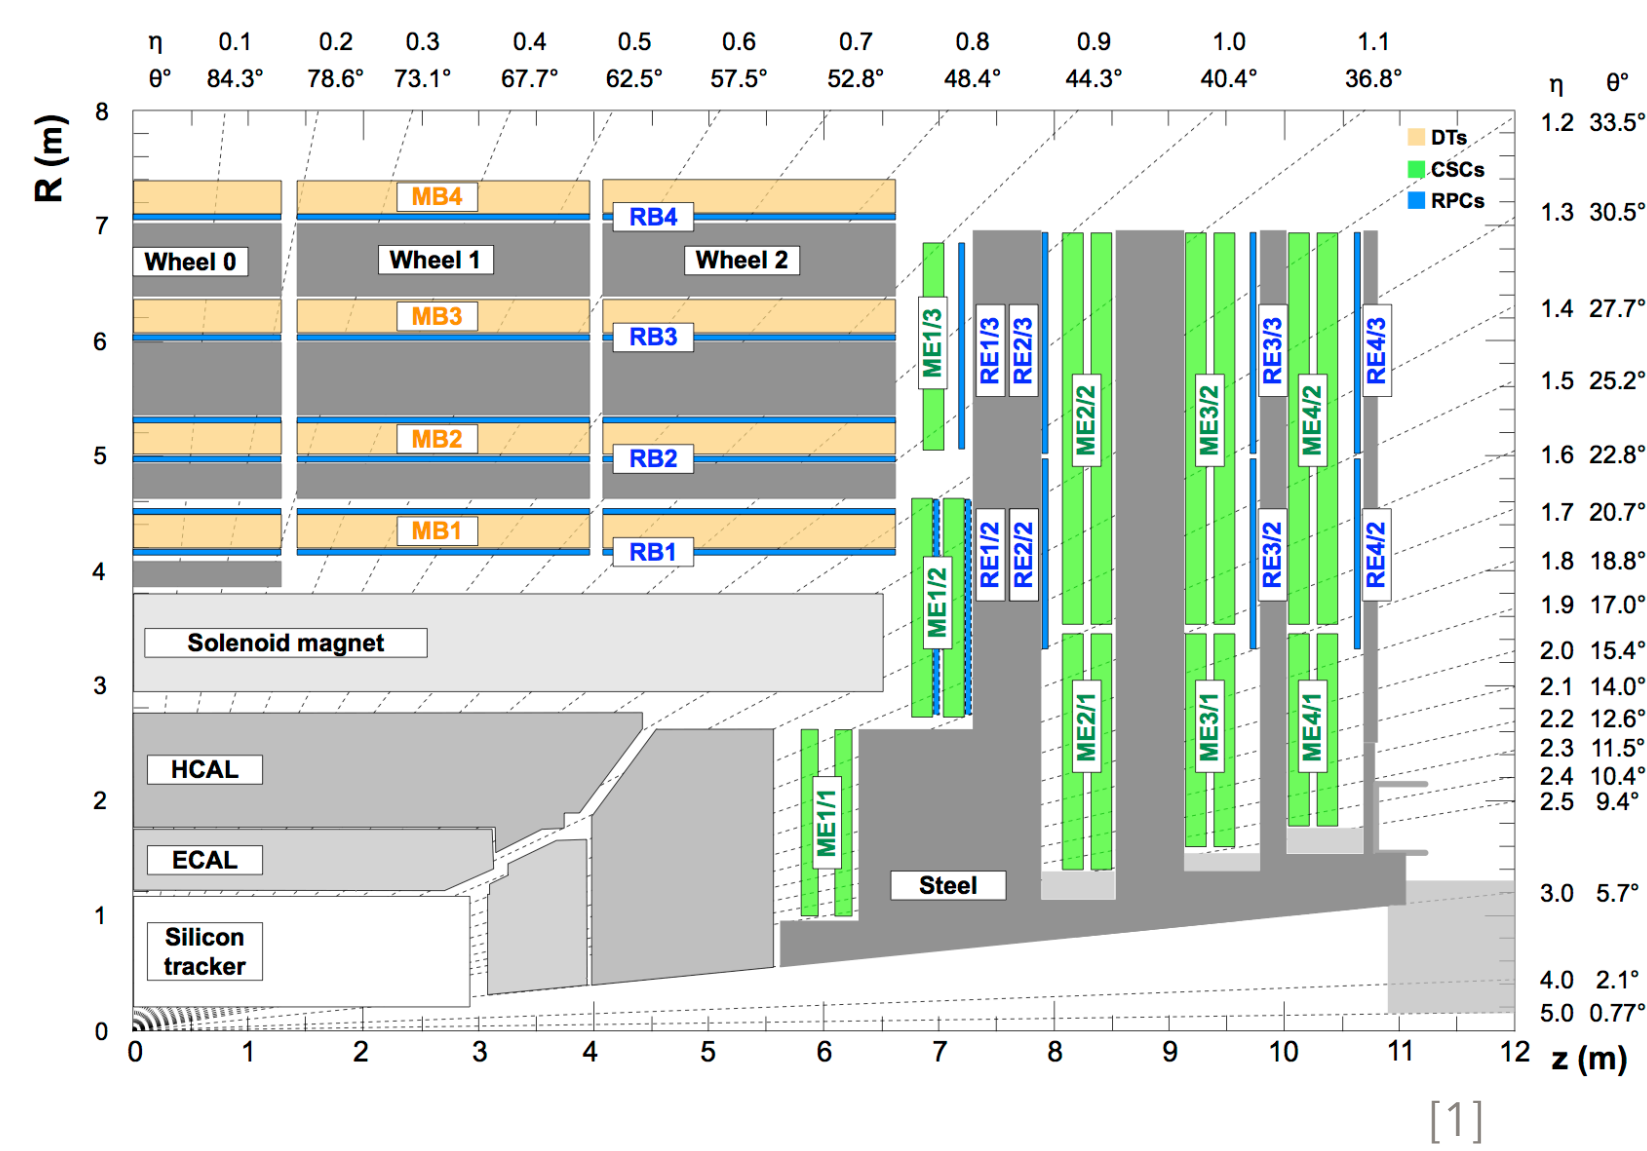 η 0.1 0.2 0.3 0.4 0.5 0.6 0.7 0.8 0.9 1.0 1.1
θ° 84.3° 78.6° 73.1° 67.7° 62.5° 57.5° 52.8° 48.4° 44.3° 40.4° 36.8°
η θ°
R (m)
8
7
6
5
4
3
2
1
0
1.2 33.5°
1.3 30.5°
1.4 27.7°
1.5 25.2°
1.6 22.8°
1.7 20.7°
1.8 18.8°
1.9 17.0°
2.0 15.4°
2.1 14.0°
2.2 12.6°
2.3 11.5°
2.4 10.4°
2.5 9.4°
3.0 5.7°
4.0 2.1°
5.0 0.77°
DTs
CSCs
RPCs
MB4
RB4
Wheel 0 Wheel 1 Wheel 2
MB3
RB3
MB2
RB2
MB1
RB1
Solenoid magnet
HCAL
ECAL
Silicon
tracker
Steel
ME1/3
RE1/3
RE2/3
ME2/2
ME3/2
RE3/3
ME4/2
RE4/3
ME1/2
RE1/2
RE2/2
RE3/2
RE4/2
ME1/1
ME2/1
ME3/1
ME4/1
0 1 2 3 4 5 6 7 8 9 10 11 12 z (m)
[1]